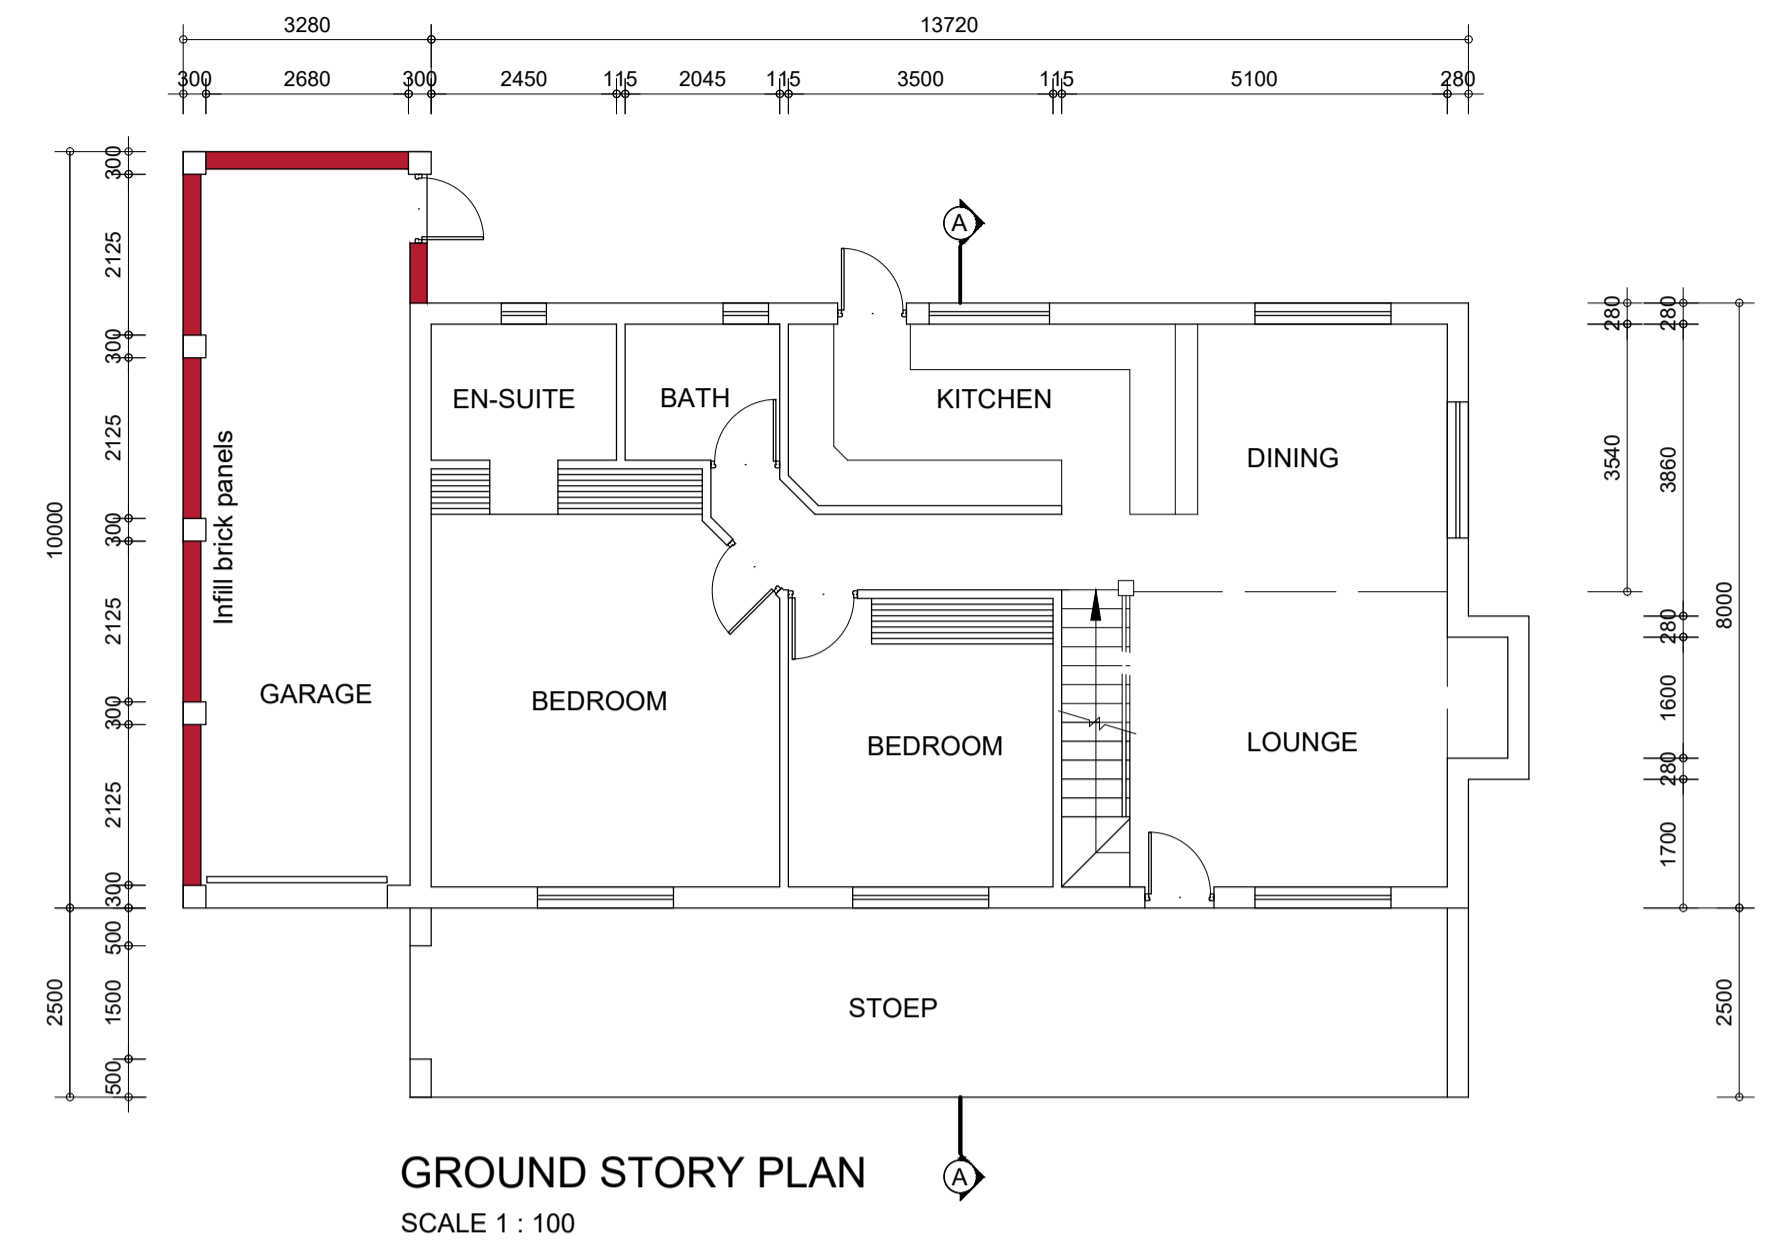 3280 13720
300 2680 300 2450 115 2045 115 3500 115 5100 280
300
2125
300
2125
300
2125
300
2125
300
10000
500
1500
500
2500
Infill brick panels
GARAGE
A
EN-SUITE
BATH
KITCHEN
DINING
BEDROOM
BEDROOM
LOUNGE
STOEP
280
3540
280
3860
280
1600
280
1700
8000
2500
A
GROUND STORY PLAN
SCALE 1 : 100